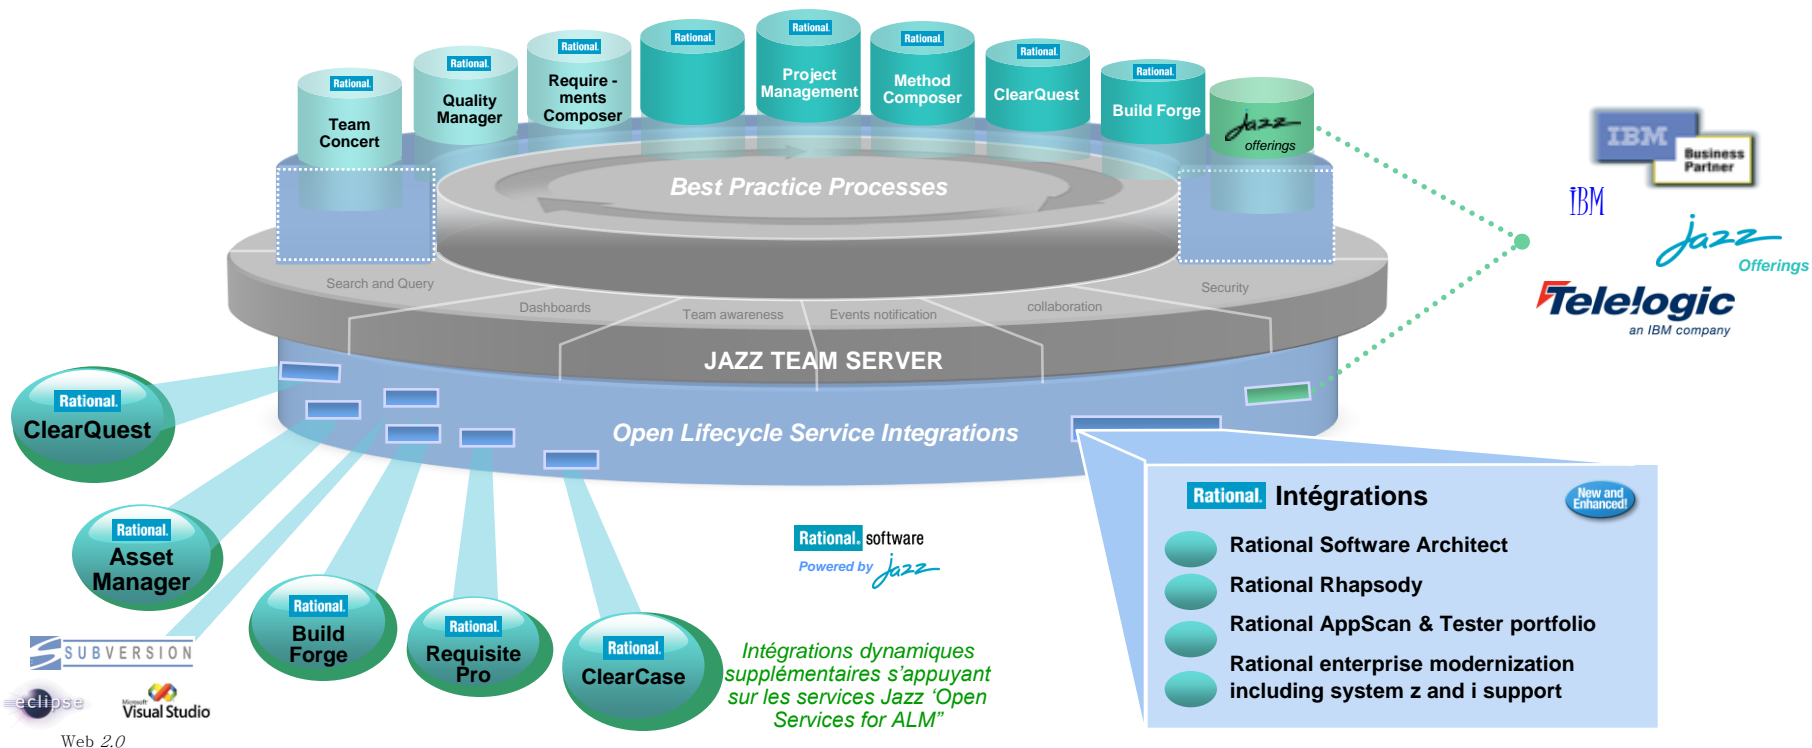 Rational.
Team
Concert
Rational.
Quality
Manager
Rational.
Require -
ments
Composer
Rational.
Rational.
Project
Management
Rational.
Method
Composer
Rational.
ClearQuest
Rational.
Build Forge
jazz
offerings
Best Practice Processes
Search and Query
Dashboards
Team awareness
Events notification
collaboration
Security
JAZZ TEAM SERVER
Open Lifecycle Service Integrations
IBM
Business
Partner
IBM
jazz
Offerings
Telelogic
an IBM company
Rational.
ClearQuest
Rational.
Asset
Manager
Rational.
Build
Forge
Rational.
Requisite
Pro
Rational.
ClearCase
SUBVERSION
eclipse
Microsoft
Visual Studio
Web 2.0
Rational. software
Powered by jazz
Intégrations dynamiques
supplémentaires s'appuyant
sur les services Jazz ‘Open
Services for ALM”
Rational. Intégrations
New and
Enhanced!
Rational Software Architect
Rational Rhapsody
Rational AppScan & Tester portfolio
Rational enterprise modernization
including system z and i support